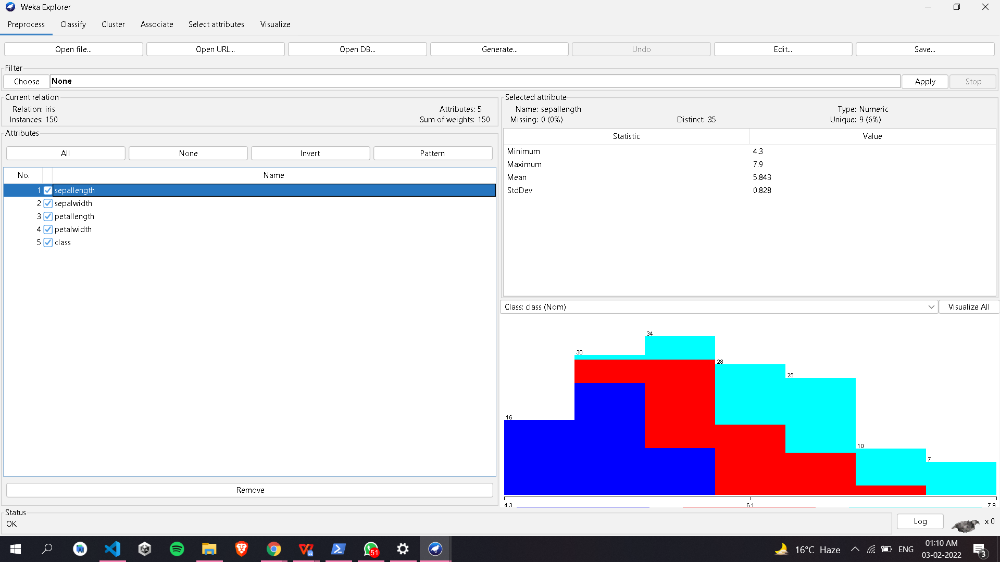 Weka Explorer
Preprocess Classify Cluster Associate Select attributes Visualize
Open file... Open URL... Open DB... Generate... Undo Edit... Save...
Filter
Choose None Apply Stop
Current relation
Relation: iris Attributes: 5
Instances: 150 Sum of weights: 150
Selected attribute
Name: sepallength Type: Numeric
Missing: 0 (0%) Distinct: 35 Unique: 9 (6%)
Attributes
All None Invert Pattern
No. Name
1 sepallength
2 sepalwidth
3 petallength
4 petalwidth
5 class
Remove
Statistic Value
Minimum 4.3
Maximum 7.9
Mean 5.843
StdDev 0.828
Class: class (Nom) Visualize All
34
30
28
25
16
10
7
4.3 6.1 7.9
Status
OK
Log x 0
51
16°C Haze ENG
01:10 AM
03-02-2022
3